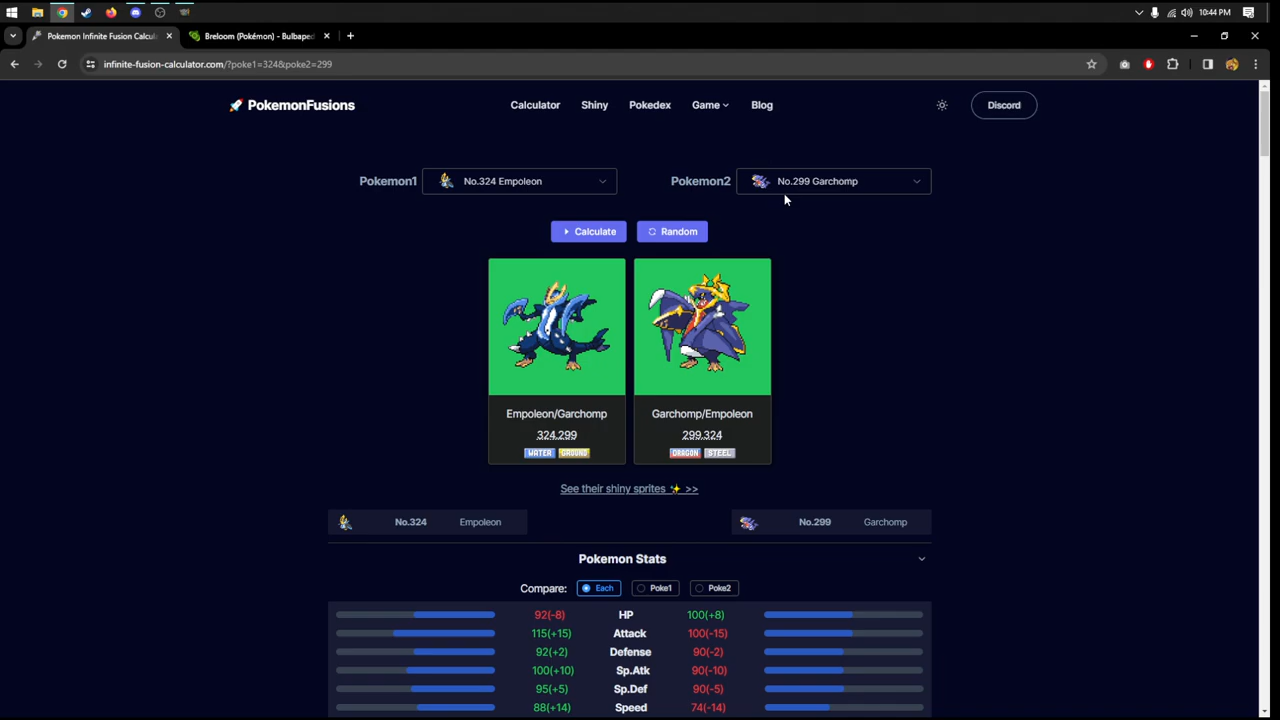 10:44 PM
Pokemon Infinite Fusion Calcula
Breloom (Pokémon) - Bulbaped
infinite-fusion-calculator.com/?poke1=324&poke2=299
PokemonFusions
Calculator Shiny Pokedex Game Blog
Discord
Pokemon1 No.324 Empoleon
Pokemon2 No.299 Garchomp
Calculate Random
Empoleon/Garchomp Garchomp/Empoleon
324.299 299.324
WATER GROUND DRAGON STEEL
See their shiny sprites ✨ >>
No.324 Empoleon No.299 Garchomp
Pokemon Stats
Compare: Each Poke1 Poke2
92(-8) HP 100(+8)
115(+15) Attack 100(-15)
92(+2) Defense 90(-2)
100(+10) Sp.Atk 90(-10)
95(+5) Sp.Def 90(-5)
88(+14) Speed 74(-14)